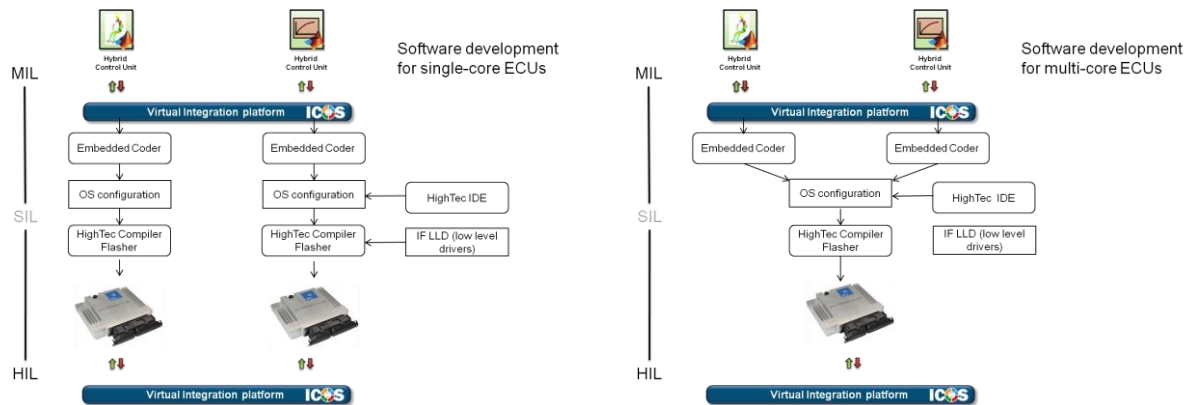 Hybrid
Control Unit
Hybrid
Control Unit
Software development
for single-core ECUs
MIL
Virtual Integration platform
ICOS
Embedded Coder
Embedded Coder
OS configuration
OS configuration
HighTec IDE
SIL
HighTec Compiler
Flasher
HighTec Compiler
Flasher
IF LLD (low level
drivers)
HIL
Virtual Integration platform
ICOS
Hybrid
Control Unit
Hybrid
Control Unit
Software development
for multi-core ECUs
MIL
Virtual Integration platform
ICOS
Embedded Coder
Embedded Coder
OS configuration
HighTec IDE
SIL
HighTec Compiler
Flasher
IF LLD (low level
drivers)
HIL
Virtual Integration platform
ICOS